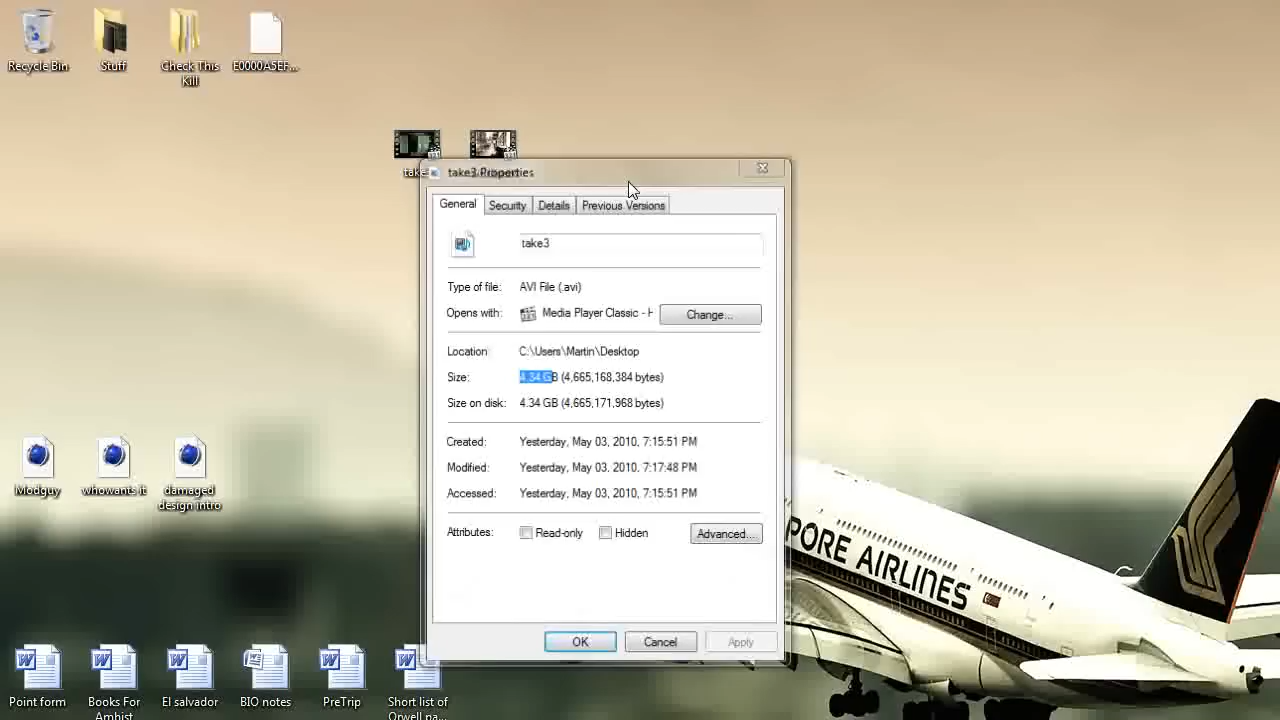 Recycle Bin
Stuff
Check This
Kill
E0000A5EF...
take3 Properties
General
Security
Details
Previous Versions
take3
Type of file:
AVI File (.avi)
Opens with:
Media Player Classic - H
Change...
Location:
C:\Users\Martin\Desktop
Size:
4.34 GB (4,665,168,384 bytes)
Size on disk:
4.34 GB (4,665,171,968 bytes)
Created:
Yesterday, May 03, 2010, 7:15:51 PM
Modified:
Yesterday, May 03, 2010, 7:17:48 PM
Accessed:
Yesterday, May 03, 2010, 7:15:51 PM
Attributes:
Read-only
Hidden
Advanced...
OK
Cancel
Apply
Modguy
whowants it
damaged
design intro
PORE AIRLINES
Point form
Books For
Amhist
El salvador
BIO notes
PreTrip
Short list of
Orwell pa...